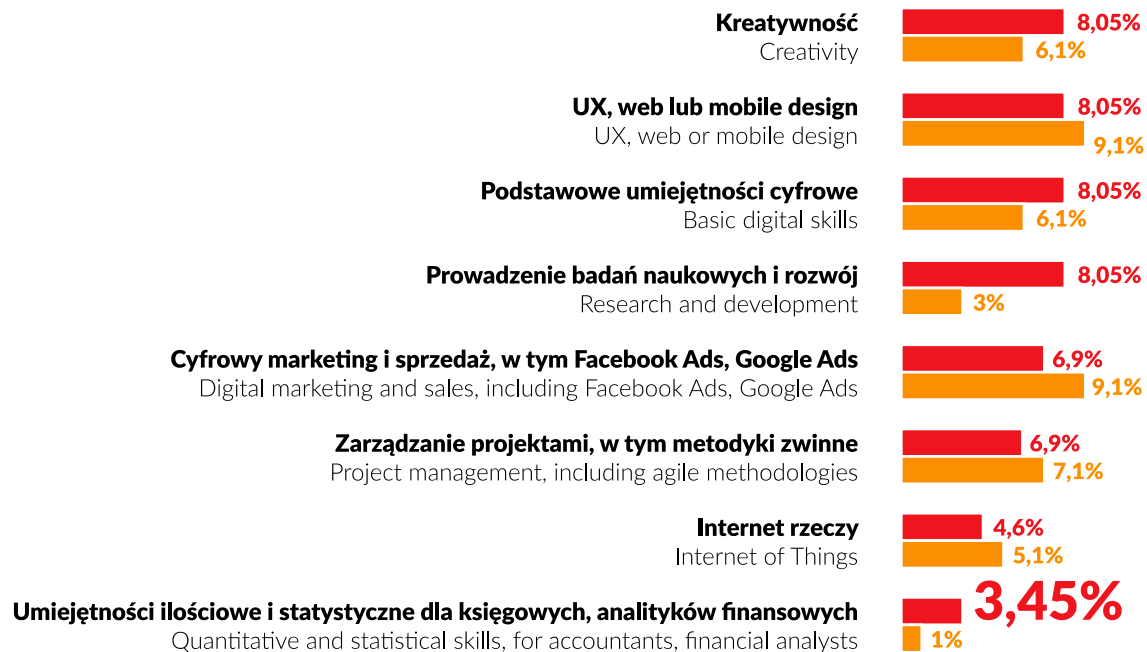 Kreatywność
Creativity
8,05%
6,1%
UX, web lub mobile design
UX, web or mobile design
8,05%
9,1%
Podstawowe umiejętności cyfrowe
Basic digital skills
8,05%
6,1%
Prowadzenie badań naukowych i rozwój
Research and development
8,05%
3%
Cyfrowy marketing i sprzedaż, w tym Facebook Ads, Google Ads
Digital marketing and sales, including Facebook Ads, Google Ads
6,9%
9,1%
Zarządzanie projektami, w tym metodyki zwinne
Project management, including agile methodologies
6,9%
7,1%
Internet rzeczy
Internet of Things
4,6%
5,1%
Umiejętności ilościowe i statystyczne dla księgowych, analityków finansowych
Quantitative and statistical skills, for accountants, financial analysts
3,45%
1%